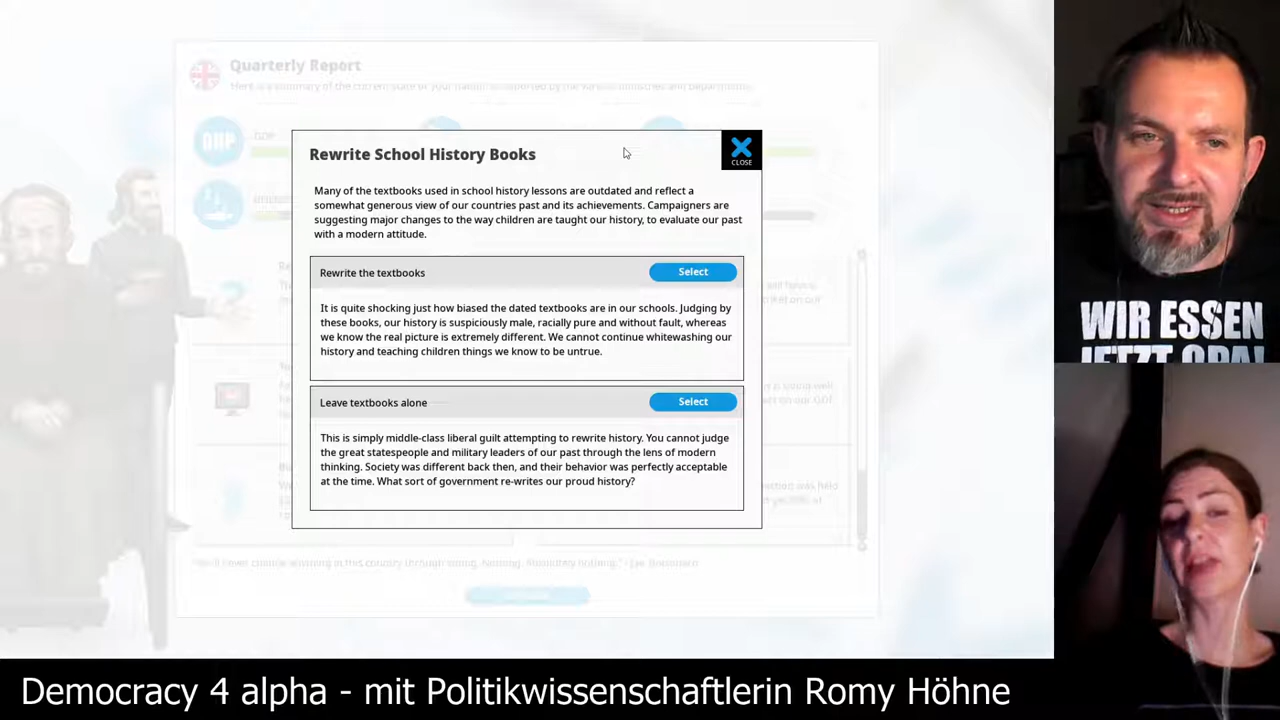 Quarterly Report
GDP
Rewrite School History Books
CLOSE
Many of the textbooks used in school history lessons are outdated and reflect a
somewhat generous view of our countries past and its achievements. Campaigners are
suggesting major changes to the way children are taught our history, to evaluate our past
with a modern attitude.
Rewrite the textbooks
Select
It is quite shocking just how biased the dated textbooks are in our schools. Judging by
these books, our history is suspiciously male, racially pure and without fault, whereas
we know the real picture is extremely different. We cannot continue whitewashing our
history and teaching children things we know to be untrue.
Leave textbooks alone
Select
This is simply middle-class liberal guilt attempting to rewrite history. You cannot judge
the great statespeople and military leaders of our past through the lens of modern
thinking. Society was different back then, and their behavior was perfectly acceptable
at the time. What sort of government re-writes our proud history?
WIR ESSEN
JETZT OPA!
Democracy 4 alpha - mit Politikwissenschaftlerin Romy Höhne